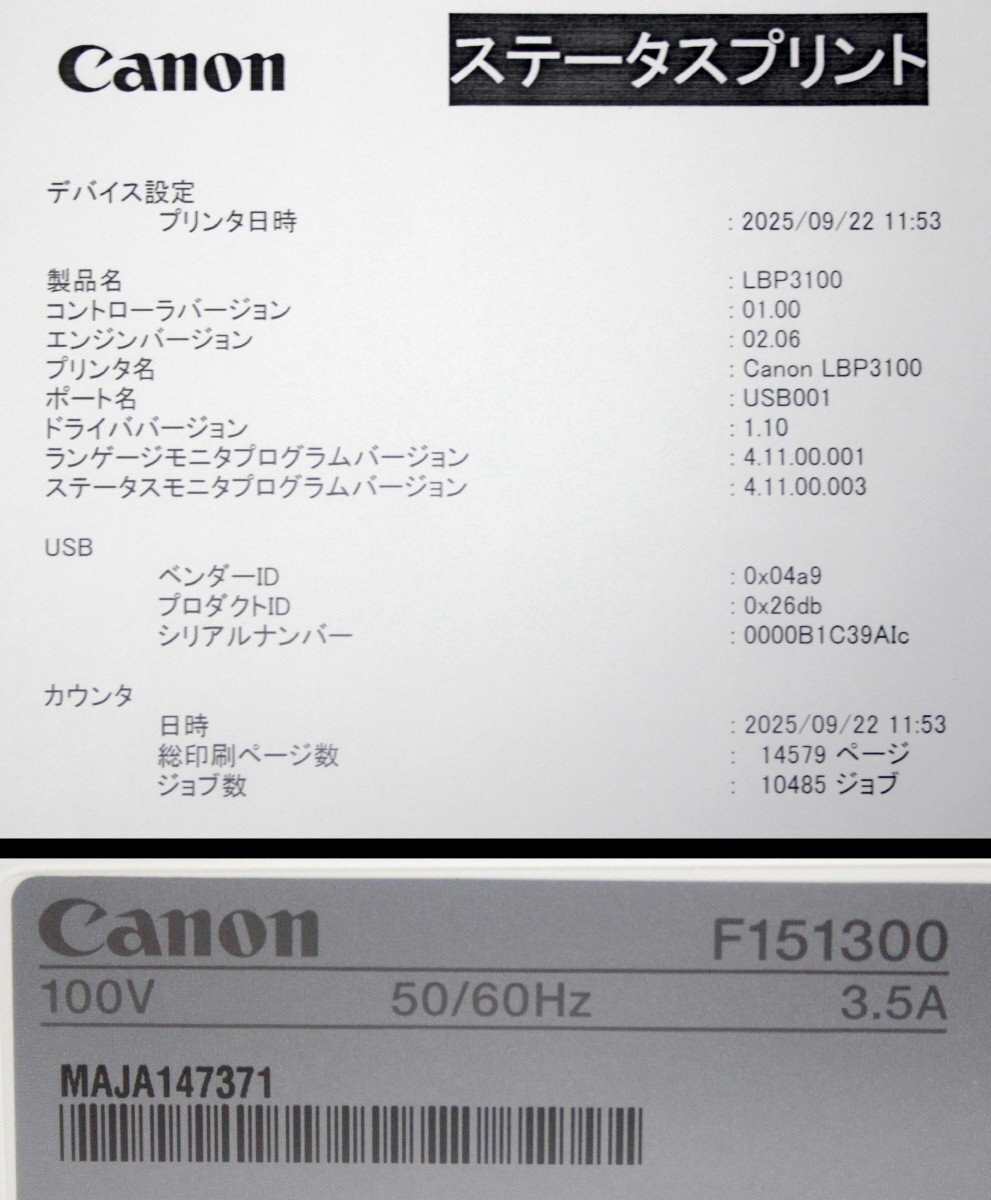 Canon ステータスプリント
デバイス設定
プリンタ日時 : 2025/09/22 11:53
製品名 : LBP3100
コントローラバージョン : 01.00
エンジンバージョン : 02.06
プリンタ名 : Canon LBP3100
ポート名 : USB001
ドライババージョン : 1.10
ランゲージモニタプログラムバージョン : 4.11.00.001
ステータスモニタプログラムバージョン : 4.11.00.003
USB
ベンダーID : 0x04a9
プロダクトID : 0x26db
シリアルナンバー : 0000B1C39AIc
カウンタ
日時 : 2025/09/22 11:53
総印刷ページ数 : 14579 ページ
ジョブ数 : 10485 ジョブ
Canon F151300
100V 50/60Hz 3.5A
MAJA147371